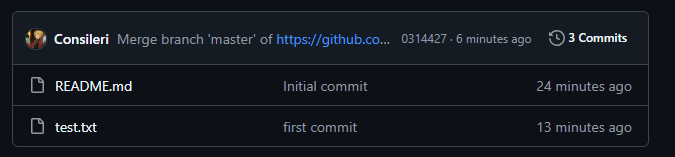 Consileri Merge branch 'master' of https://github.co... 0314427 · 6 minutes ago 3 Commits
README.md Initial commit 24 minutes ago
test.txt first commit 13 minutes ago